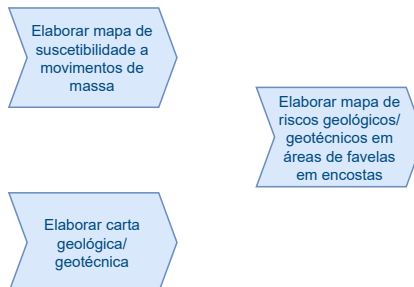 Elaborar mapa de
suscetibilidade a
movimentos de
massa
Elaborar mapa de
riscos geológicos/
geotécnicos em
áreas de favelas
em encostas
Elaborar carta
geológica/
geotécnica